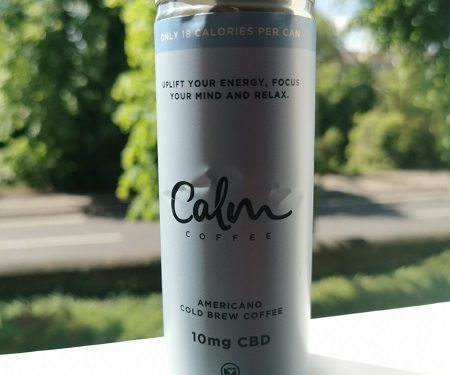 ONLY 18 CALORIES PER CAN
UPLIFT YOUR ENERGY, FOCUS
YOUR MIND AND RELAX.
Calm
COFFEE
AMERICANO
COLD BREW COFFEE
10mg CBD